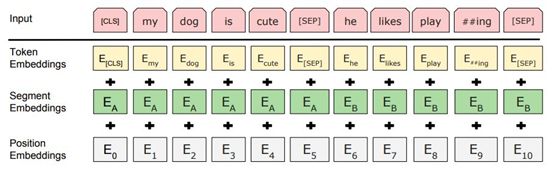 Input [CLS] my dog is cute [SEP] he likes play ##ing [SEP]
Token Embeddings E[CLS] Emy Edog Eis Ecute E[SEP] Ehe Elikes Eplay E##ing E[SEP]
+ + + + + + + + + + +
Segment Embeddings EA EA EA EA EA EA EB EB EB EB EB
+ + + + + + + + + + +
Position Embeddings E0 E1 E2 E3 E4 E5 E6 E7 E8 E9 E10